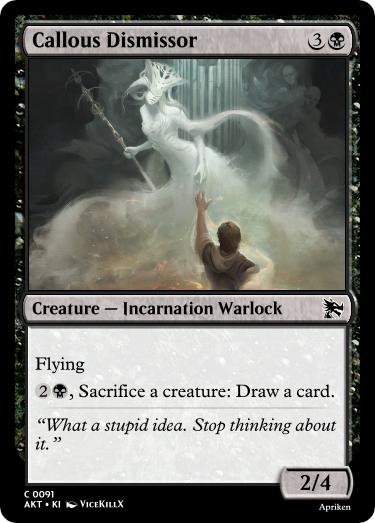 Callous Dismissor 3
Creature — Incarnation Warlock
Flying
2, Sacrifice a creature: Draw a card.
“What a stupid idea. Stop thinking about
it.”
2/4
C 0091
AKT • KI ViceKillX
Apriken